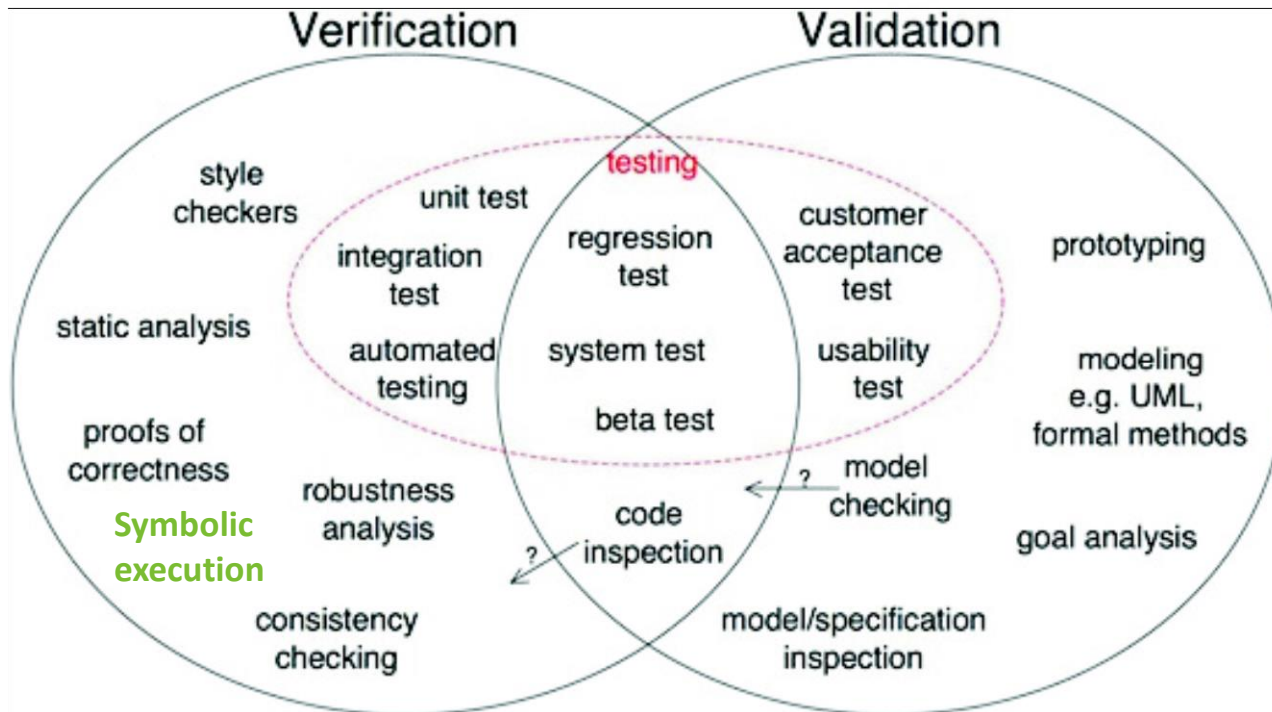 Verification
Validation
testing
style
checkers
unit test
integration
test
automated
testing
static analysis
proofs of
correctness
robustness
analysis
Symbolic
execution
consistency
checking
regression
test
system test
beta test
code
inspection
?
customer
acceptance
test
usability
test
?
model
checking
prototyping
modeling
e.g. UML,
formal methods
goal analysis
model/specification
inspection